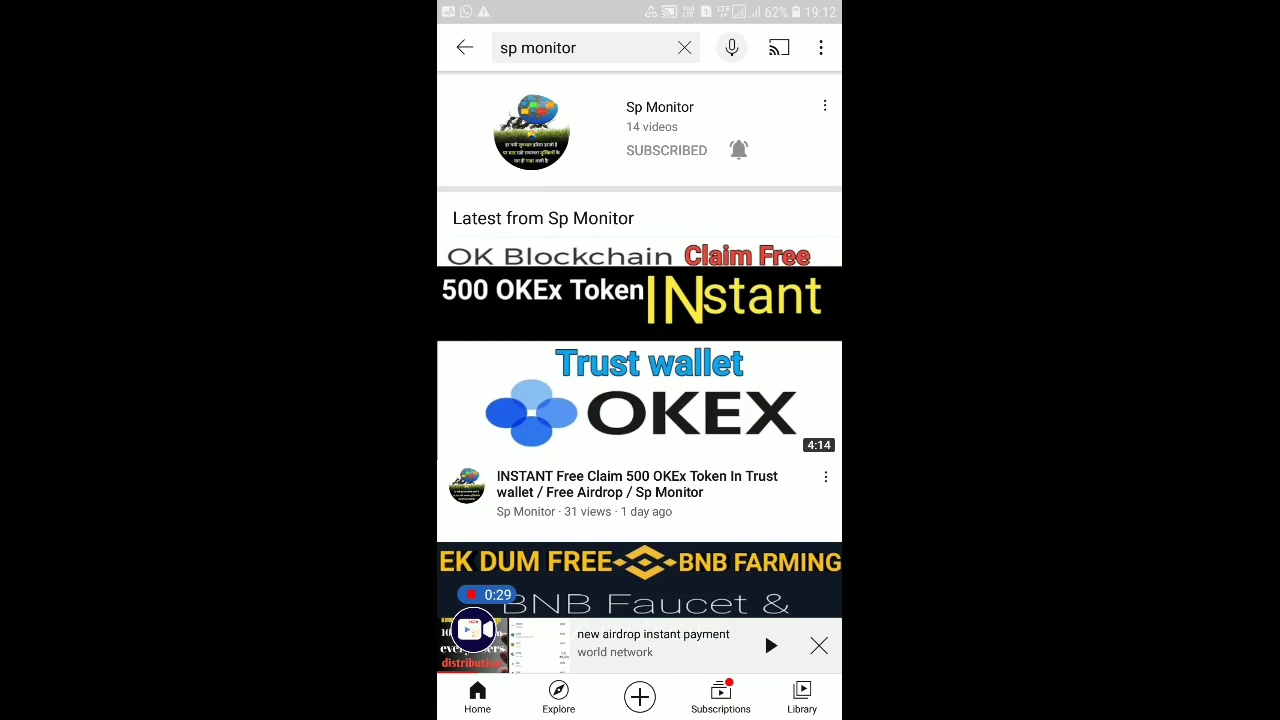 62% 19:12
sp monitor
Sp Monitor
14 videos
SUBSCRIBED
Latest from Sp Monitor
OK Blockchain Claim Free
500 OKEx Token INstant
Trust wallet
OKEX
4:14
INSTANT Free Claim 500 OKEx Token In Trust
wallet / Free Airdrop / Sp Monitor
Sp Monitor · 31 views · 1 day ago
EK DUM FREE BNB FARMING
0:29
BNB Faucet &
new airdrop instant payment
world network
distribution
Home
Explore
Subscriptions
Library